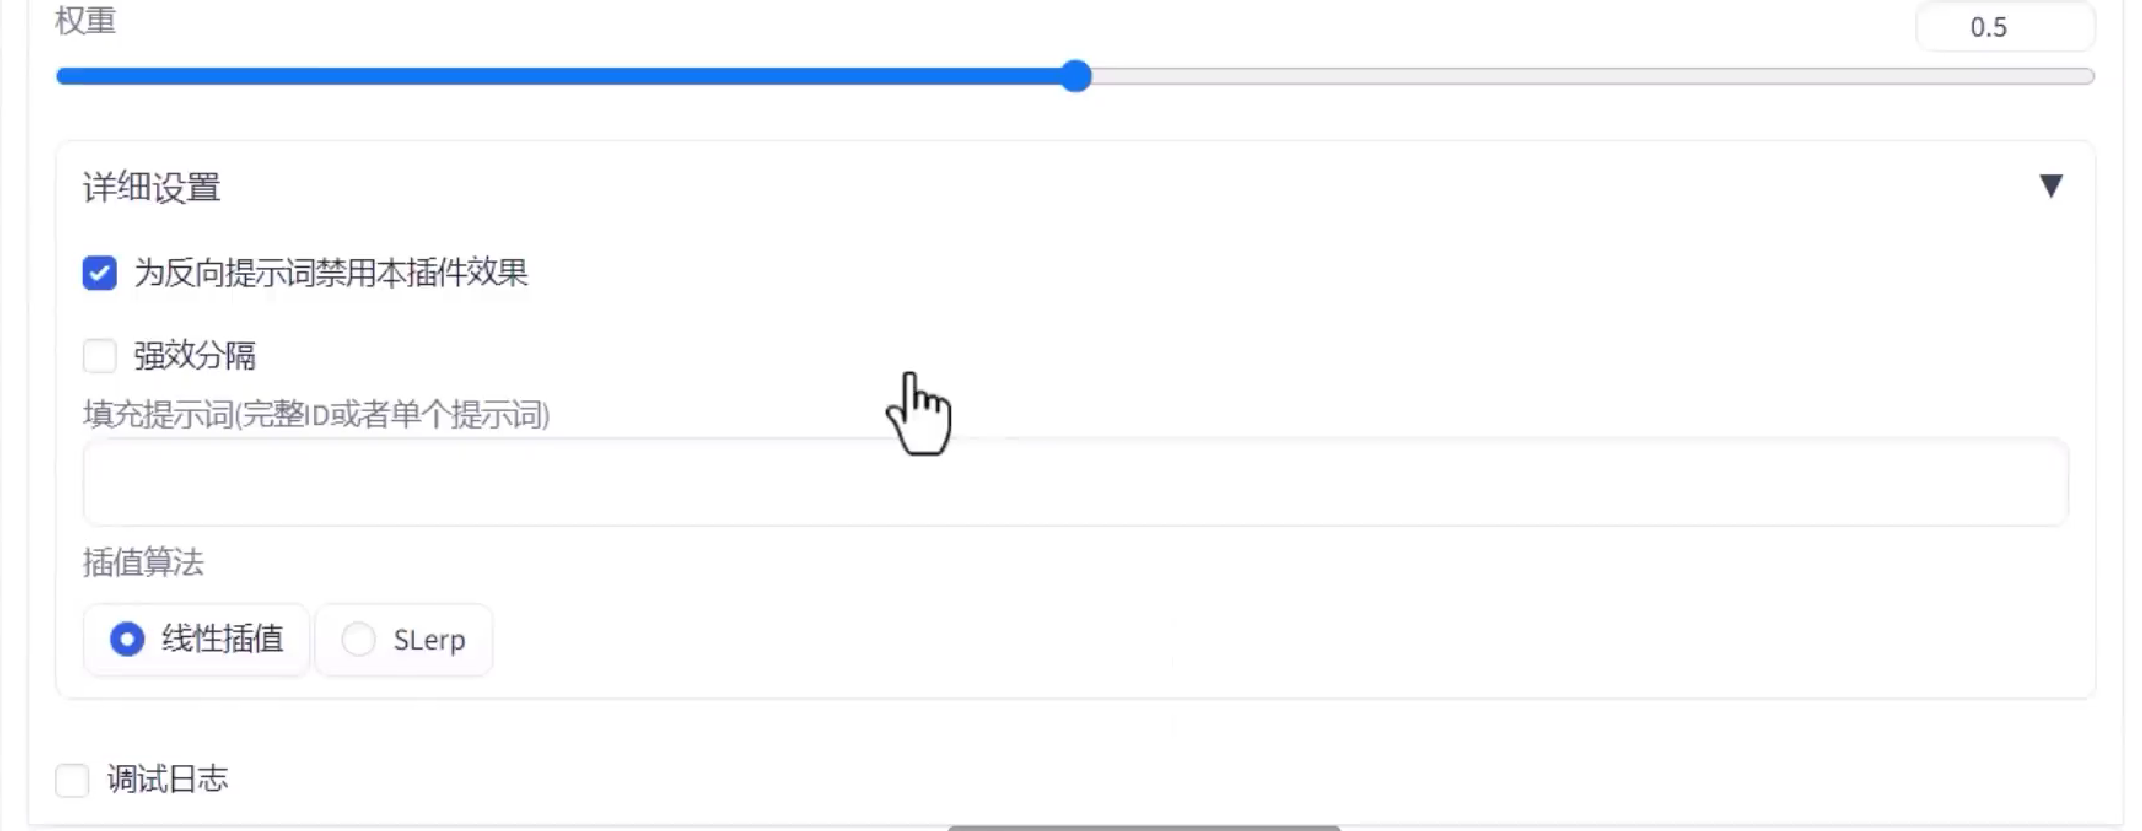 权重
0.5
详细设置
为反向提示词禁用本插件效果
强效分隔
填充提示词(完整ID或者单个提示词)
插值算法
线性插值 SLerp
调试日志